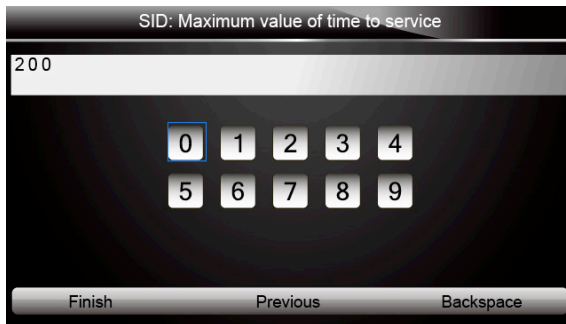 SID: Maximum value of time to service
200
0 1 2 3 4
5 6 7 8 9
Finish Previous Backspace